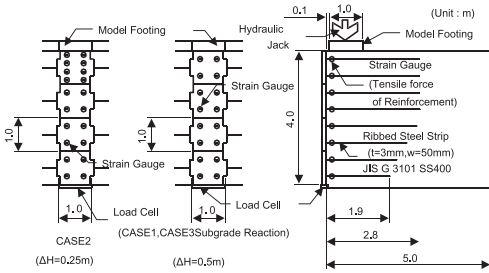 Model Footing
Hydraulic
Jack
0.1
1.0
(Unit : m)
Model Footing
Strain Gauge
(Tensile force
of Reinforcement)
Strain Gauge
1.0
1.0
4.0
Ribbed Steel Strip
(t=3mm,w=50mm)
JIS G 3101 SS400
Strain Gauge
Load Cell
Load Cell
1.0
1.0
1.9
2.8
5.0
CASE2
(CASE1,CASE3Subgrade Reaction)
(ΔH=0.25m)
(ΔH=0.5m)